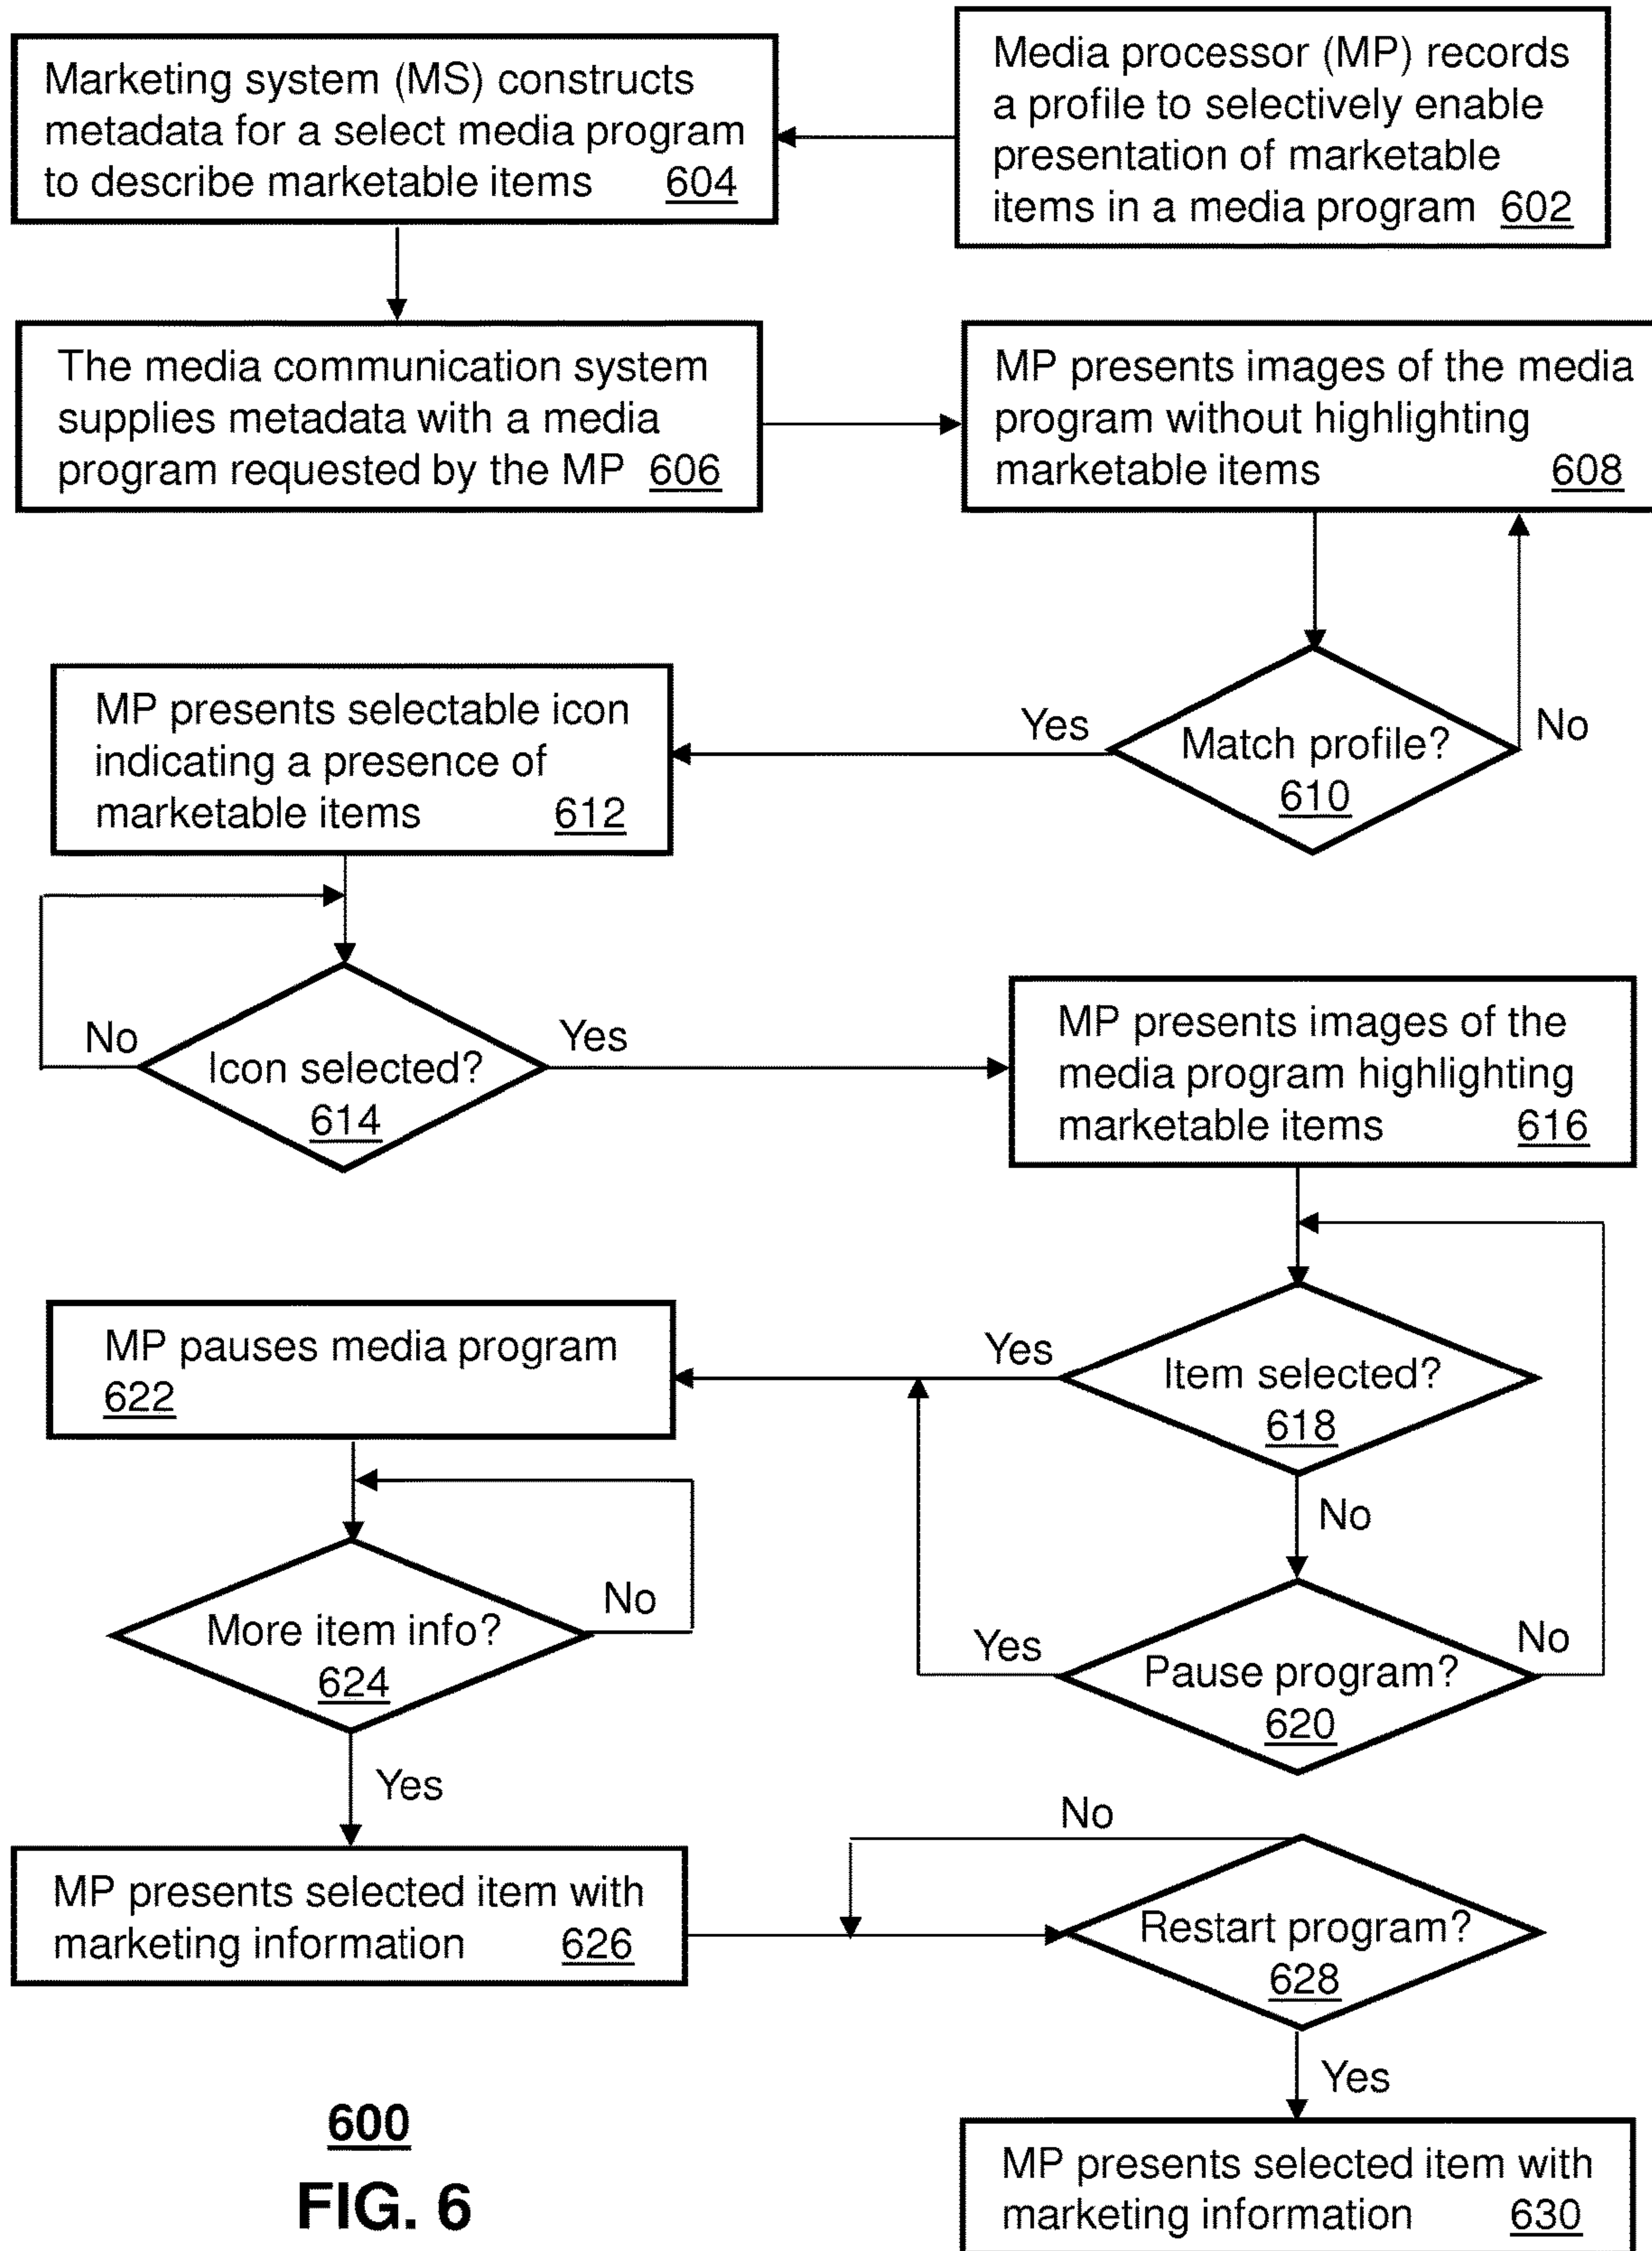 Media processor (MP) records
a profile to selectively enable
presentation of marketable
items in a media program 602
Marketing system (MS) constructs
metadata for a select media program
to describe marketable items 604
The media communication system
supplies metadata with a media
program requested by the MP 606
MP presents images of the media
program without highlighting
marketable items 608
Match profile?
610
Yes
No
MP presents selectable icon
indicating a presence of
marketable items 612
Icon selected?
614
No
Yes
MP presents images of the
media program highlighting
marketable items 616
Item selected?
618
Yes
No
Pause program?
620
Yes
No
MP pauses media program
622
More item info?
624
No
Yes
MP presents selected item with
marketing information 626
Restart program?
628
No
Yes
MP presents selected item with
marketing information 630
600
FIG. 6